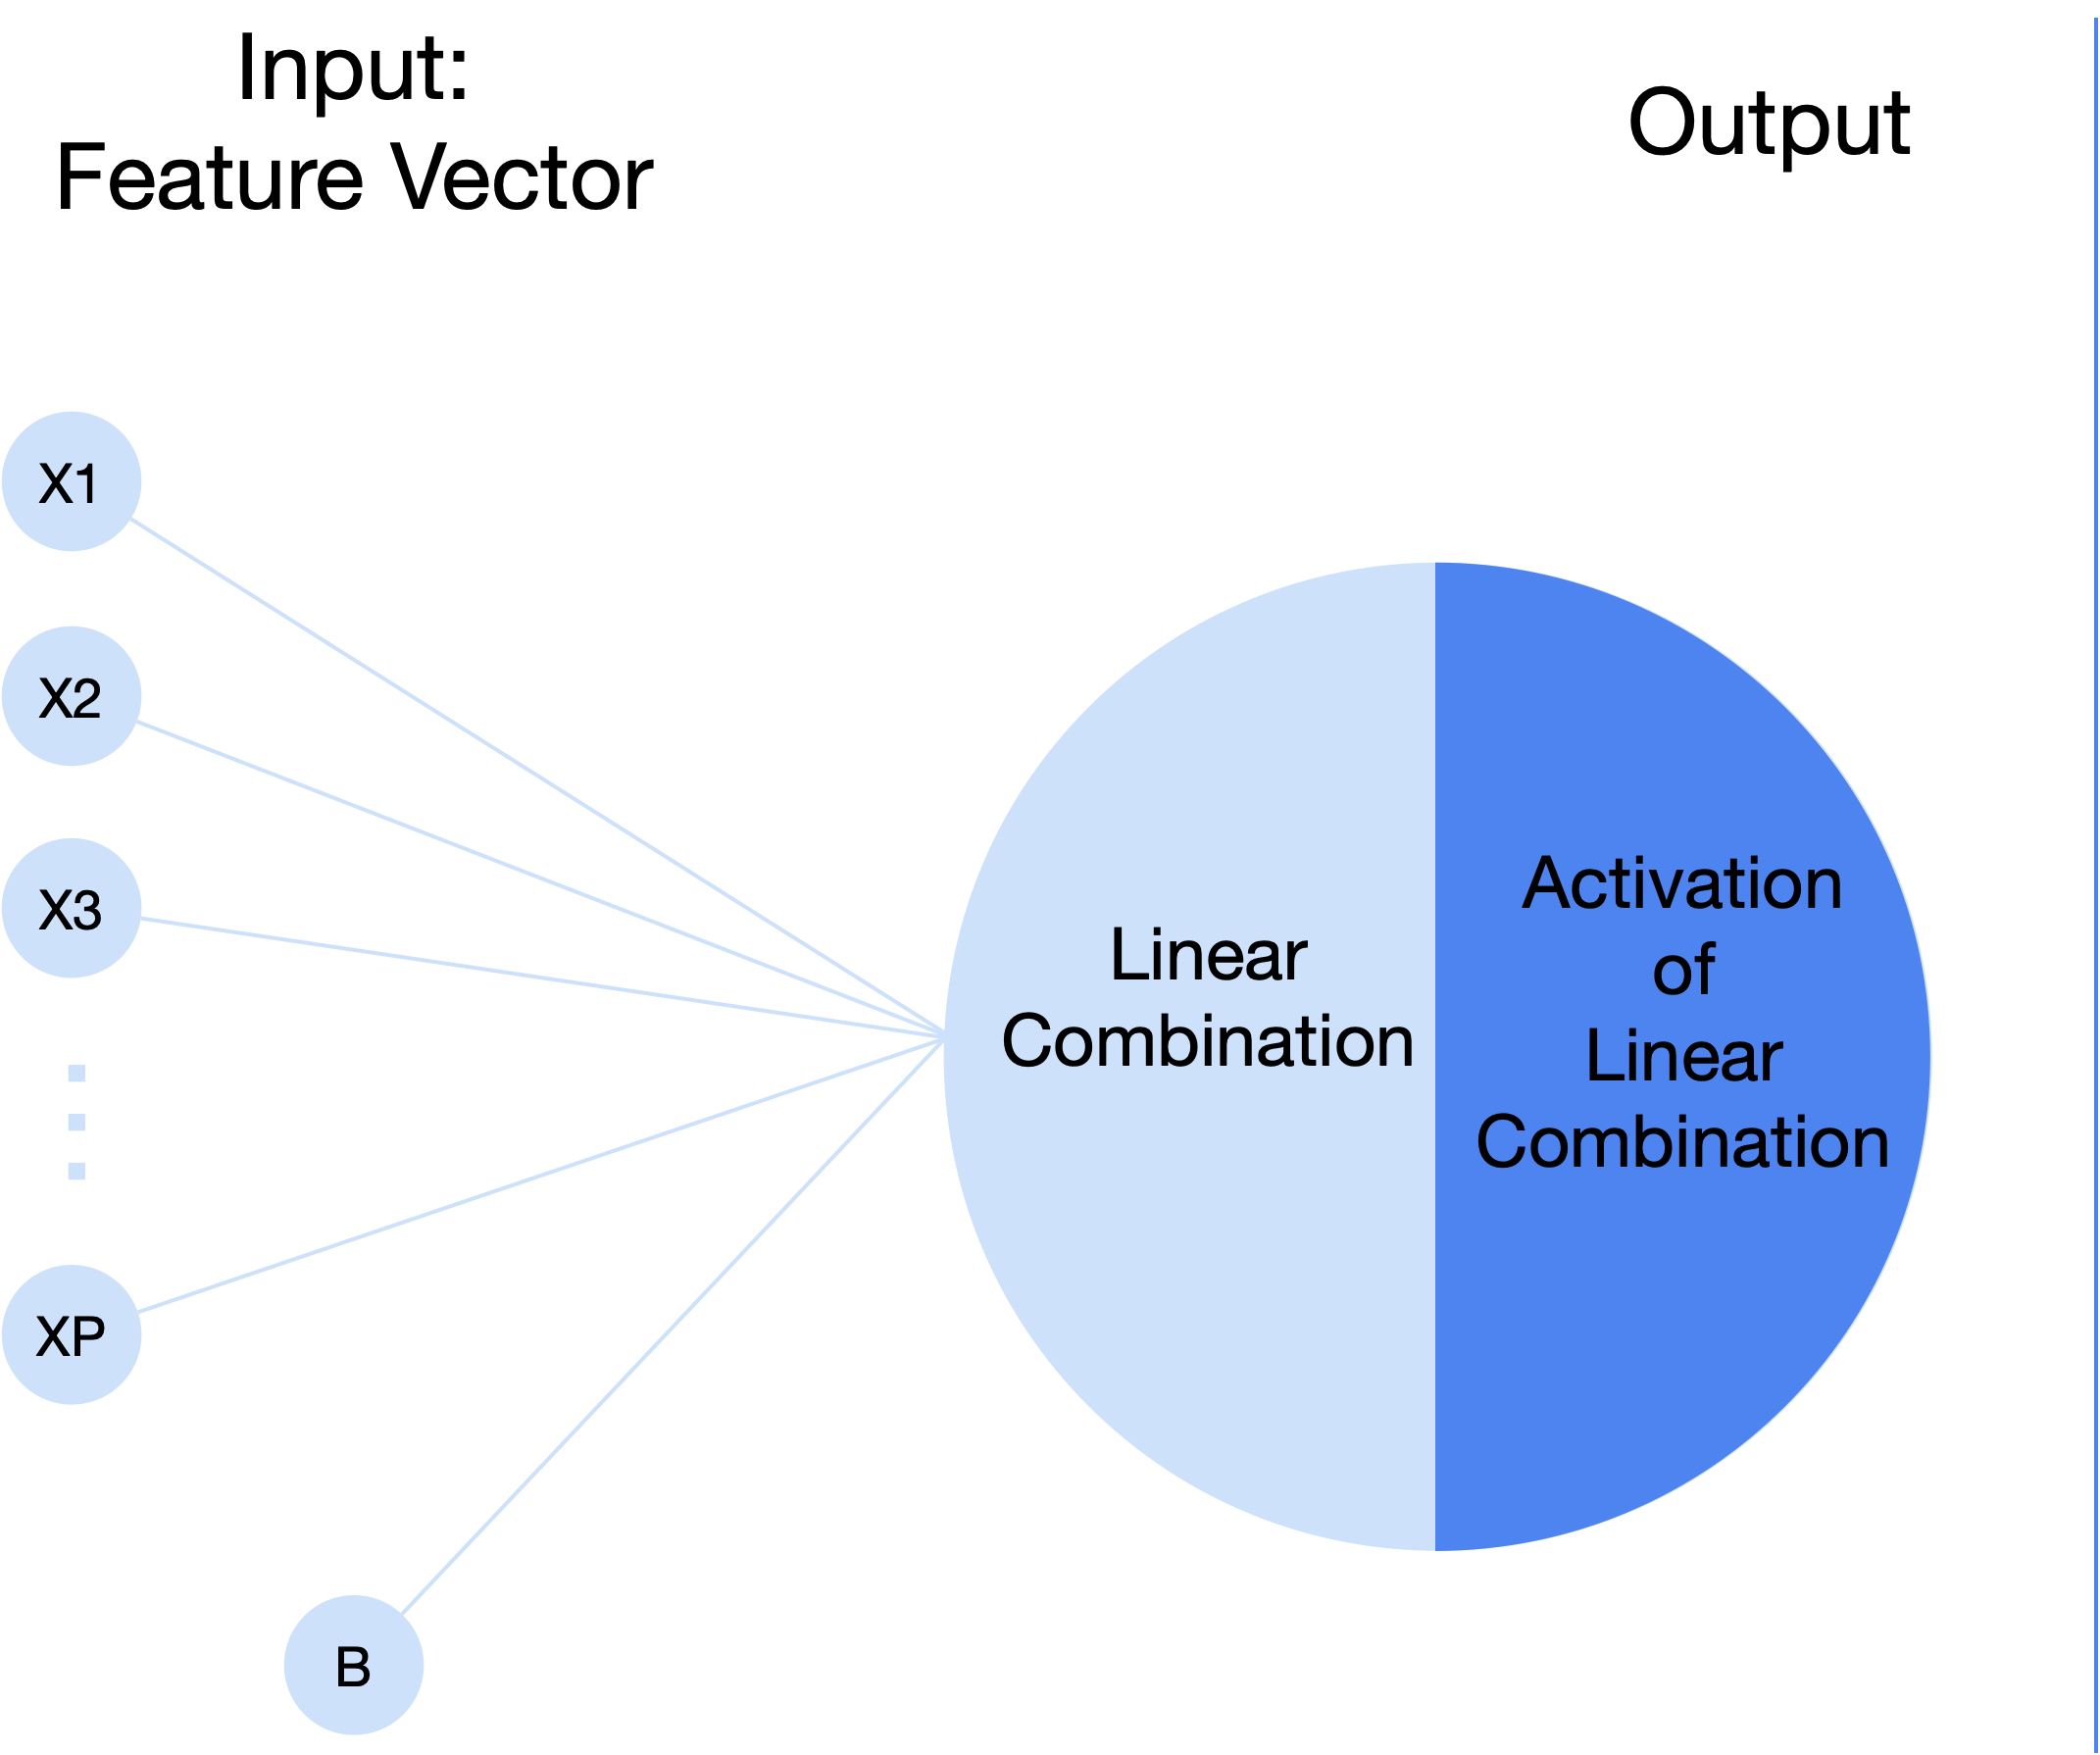 Input:
Feature Vector
Output
X1
X2
X3
XP
B
Linear
Combination
Activation
of
Linear
Combination